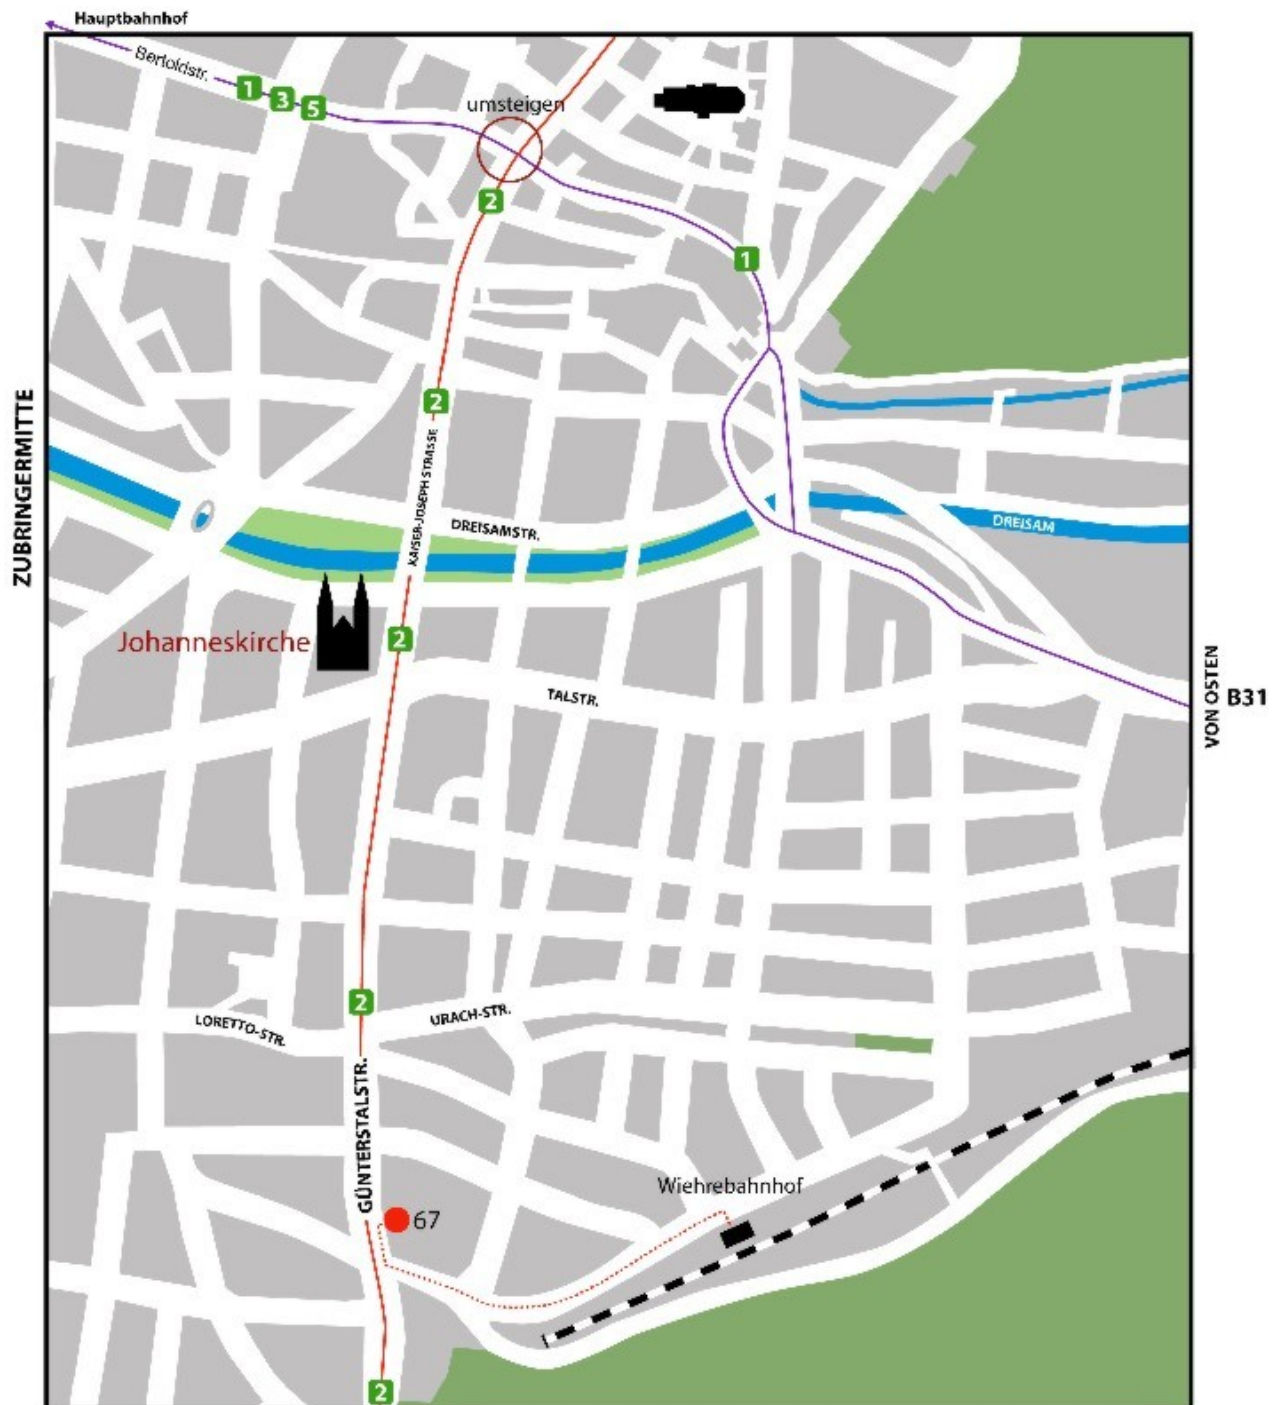 Hauptbahnhof
Bertoldstr.
1
3
5
umsteigen
2
1
ZUBRINGERMITTE
2
KAISER-JOSEPH STRASSE
DREISAMSTR.
DREISAM
Johanneskirche
2
TALSTR.
VON OSTEN
B31
2
LORETTO-STR.
URACH-STR.
GÜNTERSTALSTR.
Wiehrebahnhof
67
2